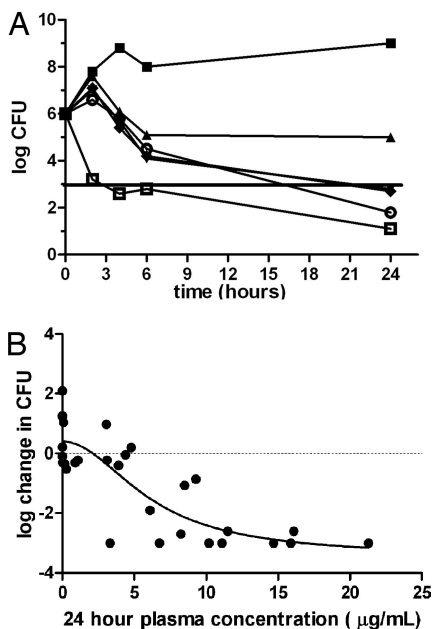 A
log CFU
10
8
6
4
2
0
0 3 6 9 12 15 18 21 24
time (hours)
B
log change in CFU
4
2
0
-2
-4
0 5 10 15 20 25
24 hour plasma concentration ( μg/mL)